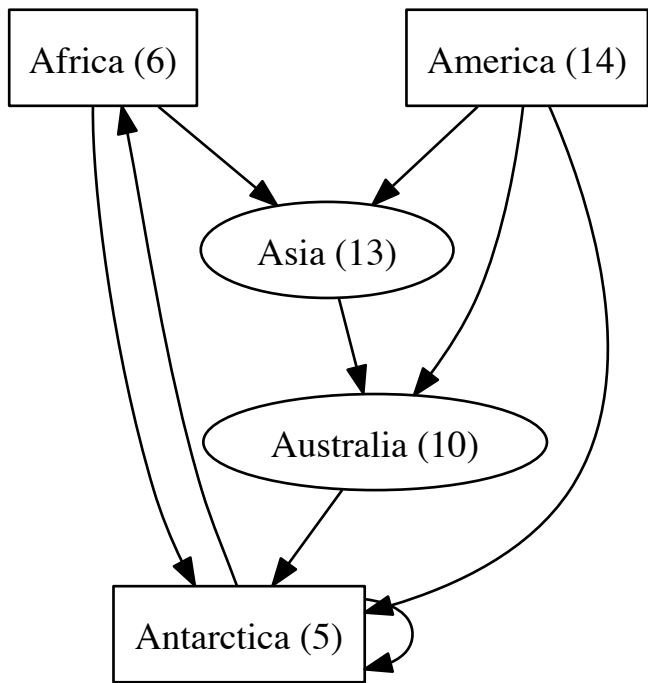 Africa (6)
America (14)
Asia (13)
Australia (10)
Antarctica (5)